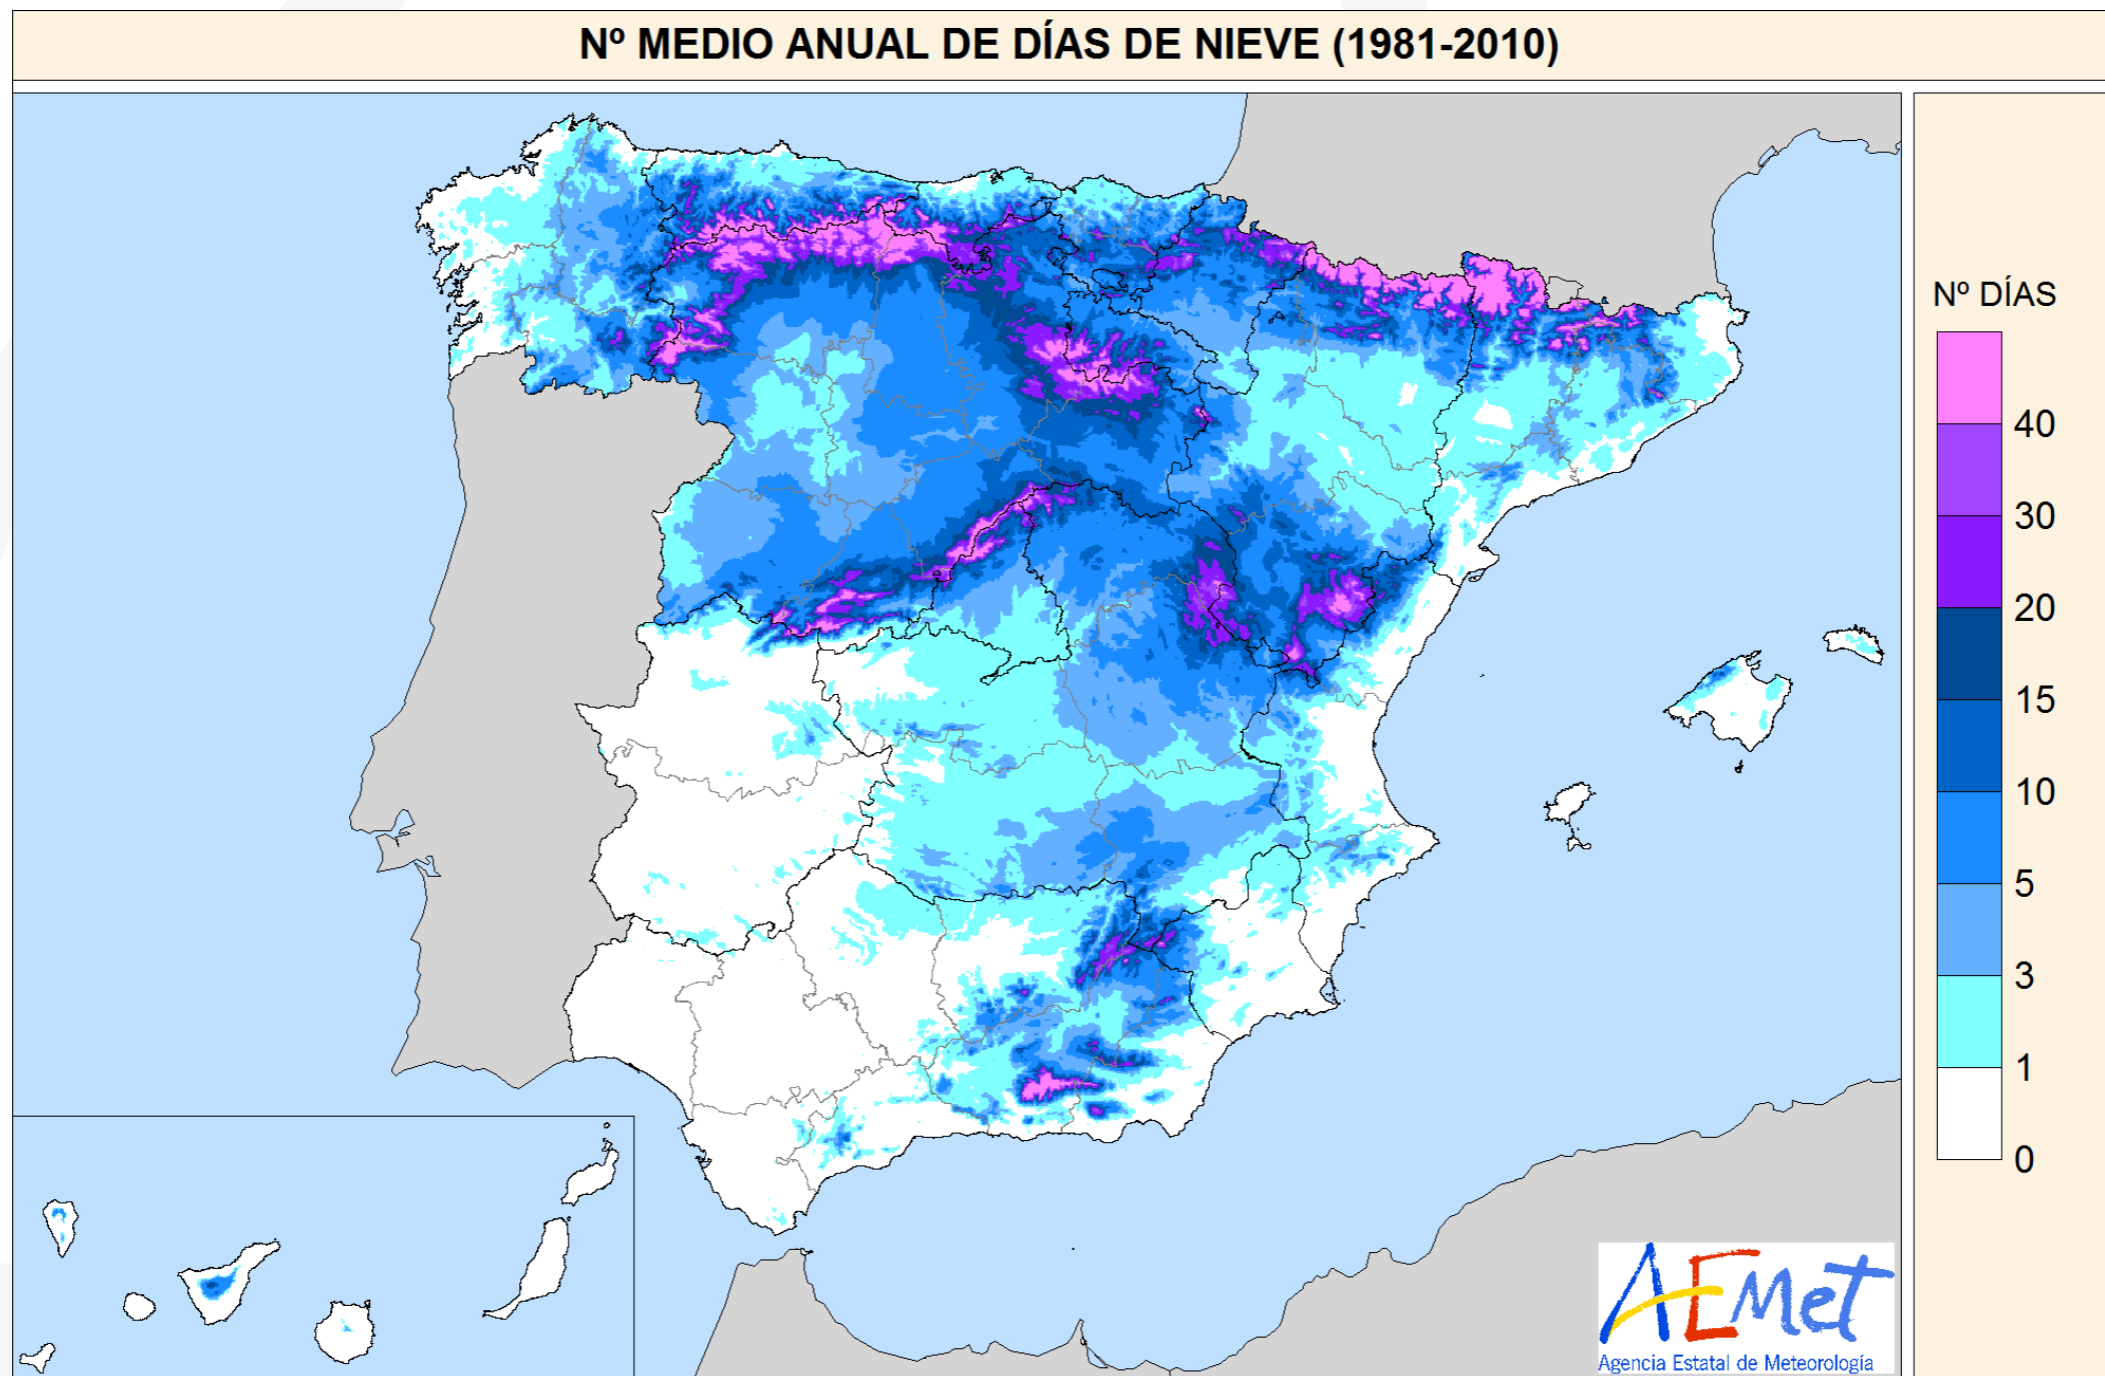 Nº MEDIO ANUAL DE DÍAS DE NIEVE (1981-2010)
Nº DÍAS
40
30
20
15
10
5
3
1
0
AEMet
Agencia Estatal de Meteorología